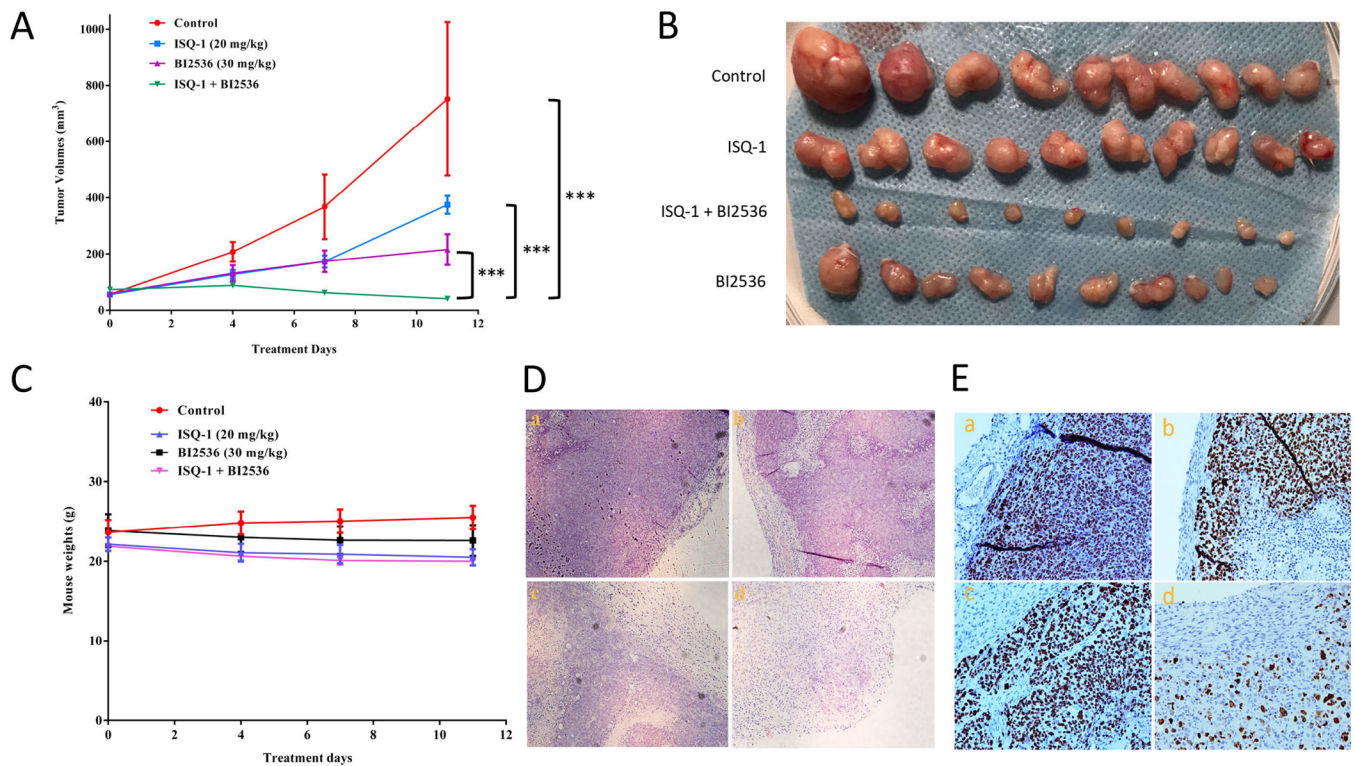 A
Control
ISQ-1 (20 mg/kg)
BI2536 (30 mg/kg)
ISQ-1 + BI2536
Tumor Volumes (mm³)
1000
800
600
400
200
0
0 2 4 6 8 10 12
Treatment Days
***
***
***
B
Control
ISQ-1
ISQ-1 + BI2536
BI2536
C
Control
ISQ-1 (20 mg/kg)
BI2536 (30 mg/kg)
ISQ-1 + BI2536
Mouse weights (g)
40
30
20
10
0
0 2 4 6 8 10 12
Treatment days
D
a b
c d
E
a b
c d